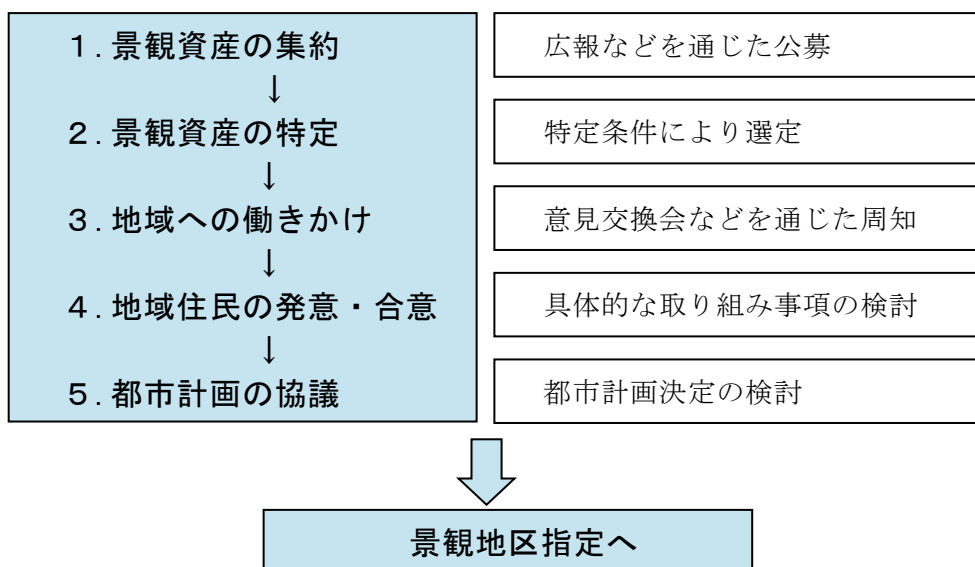 1.景観資産の集約
広報などを通じた公募
↓
2.景観資産の特定
特定条件により選定
↓
3.地域への働きかけ
意見交換会などを通じた周知
↓
4.地域住民の発意・合意
具体的な取り組み事項の検討
↓
5.都市計画の協議
都市計画決定の検討
景観地区指定へ